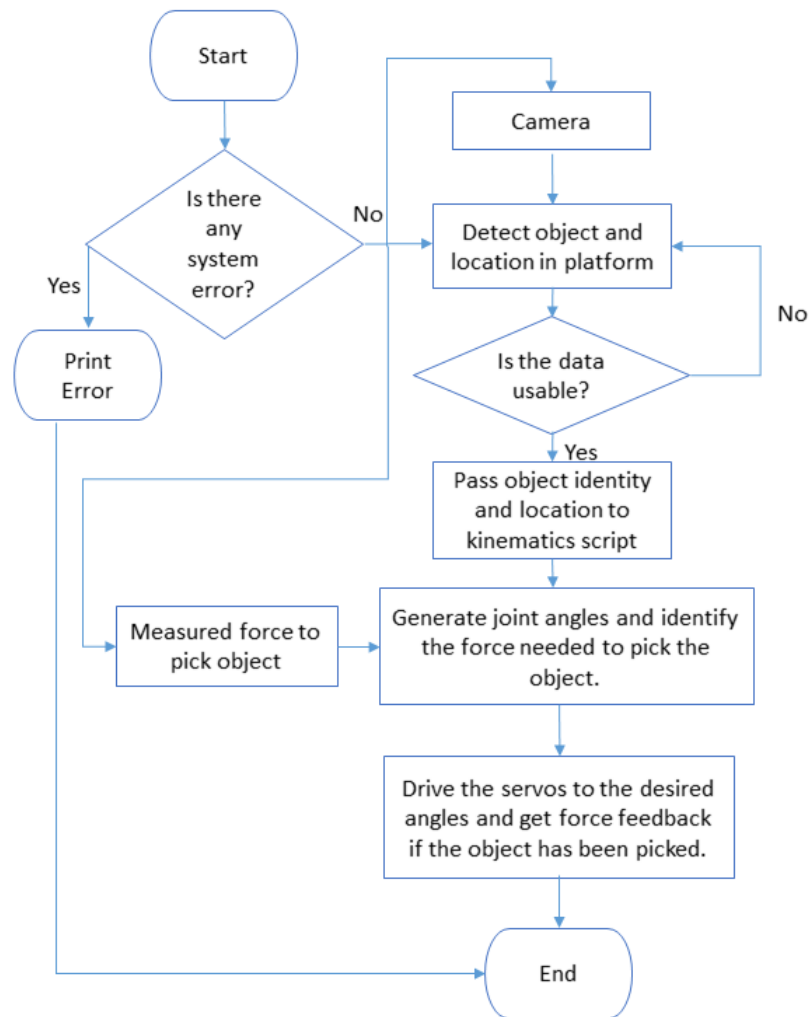 Start
Camera
Is there
any
system
error?
No
Detect object and
location in platform
Yes
No
Print
Error
Is the data
usable?
Yes
Pass object identity
and location to
kinematics script
Measured force to
pick object
Generate joint angles and identify
the force needed to pick the
object.
Drive the servos to the desired
angles and get force feedback
if the object has been picked.
End